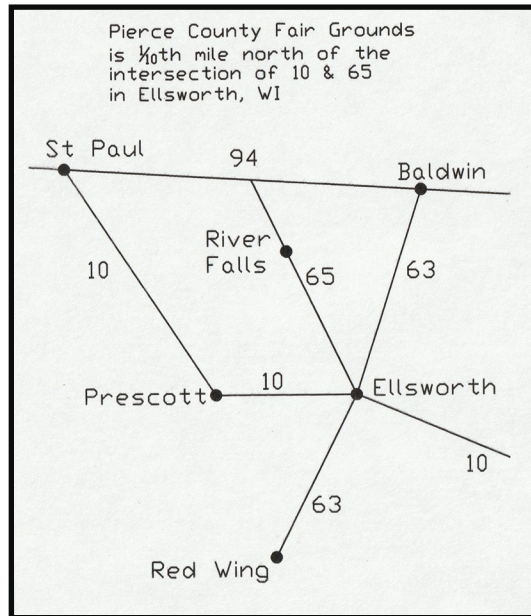 Pierce County Fair Grounds
is 1/10th mile north of the
intersection of 10 & 65
in Ellsworth, WI
St Paul
94
Baldwin
River
Falls
10
65
63
Prescott
10
Ellsworth
10
63
Red Wing